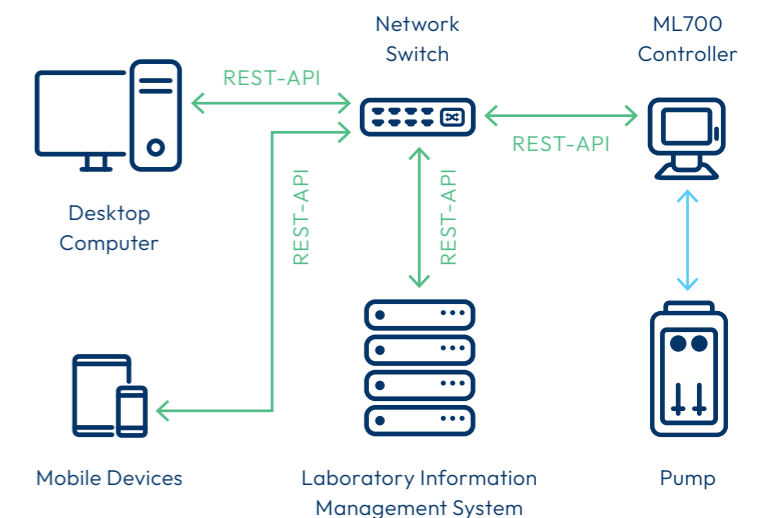 Network
Switch
ML700
Controller
REST-API
REST-API
REST-API
REST-API
Desktop
Computer
Mobile Devices
Laboratory Information
Management System
Pump